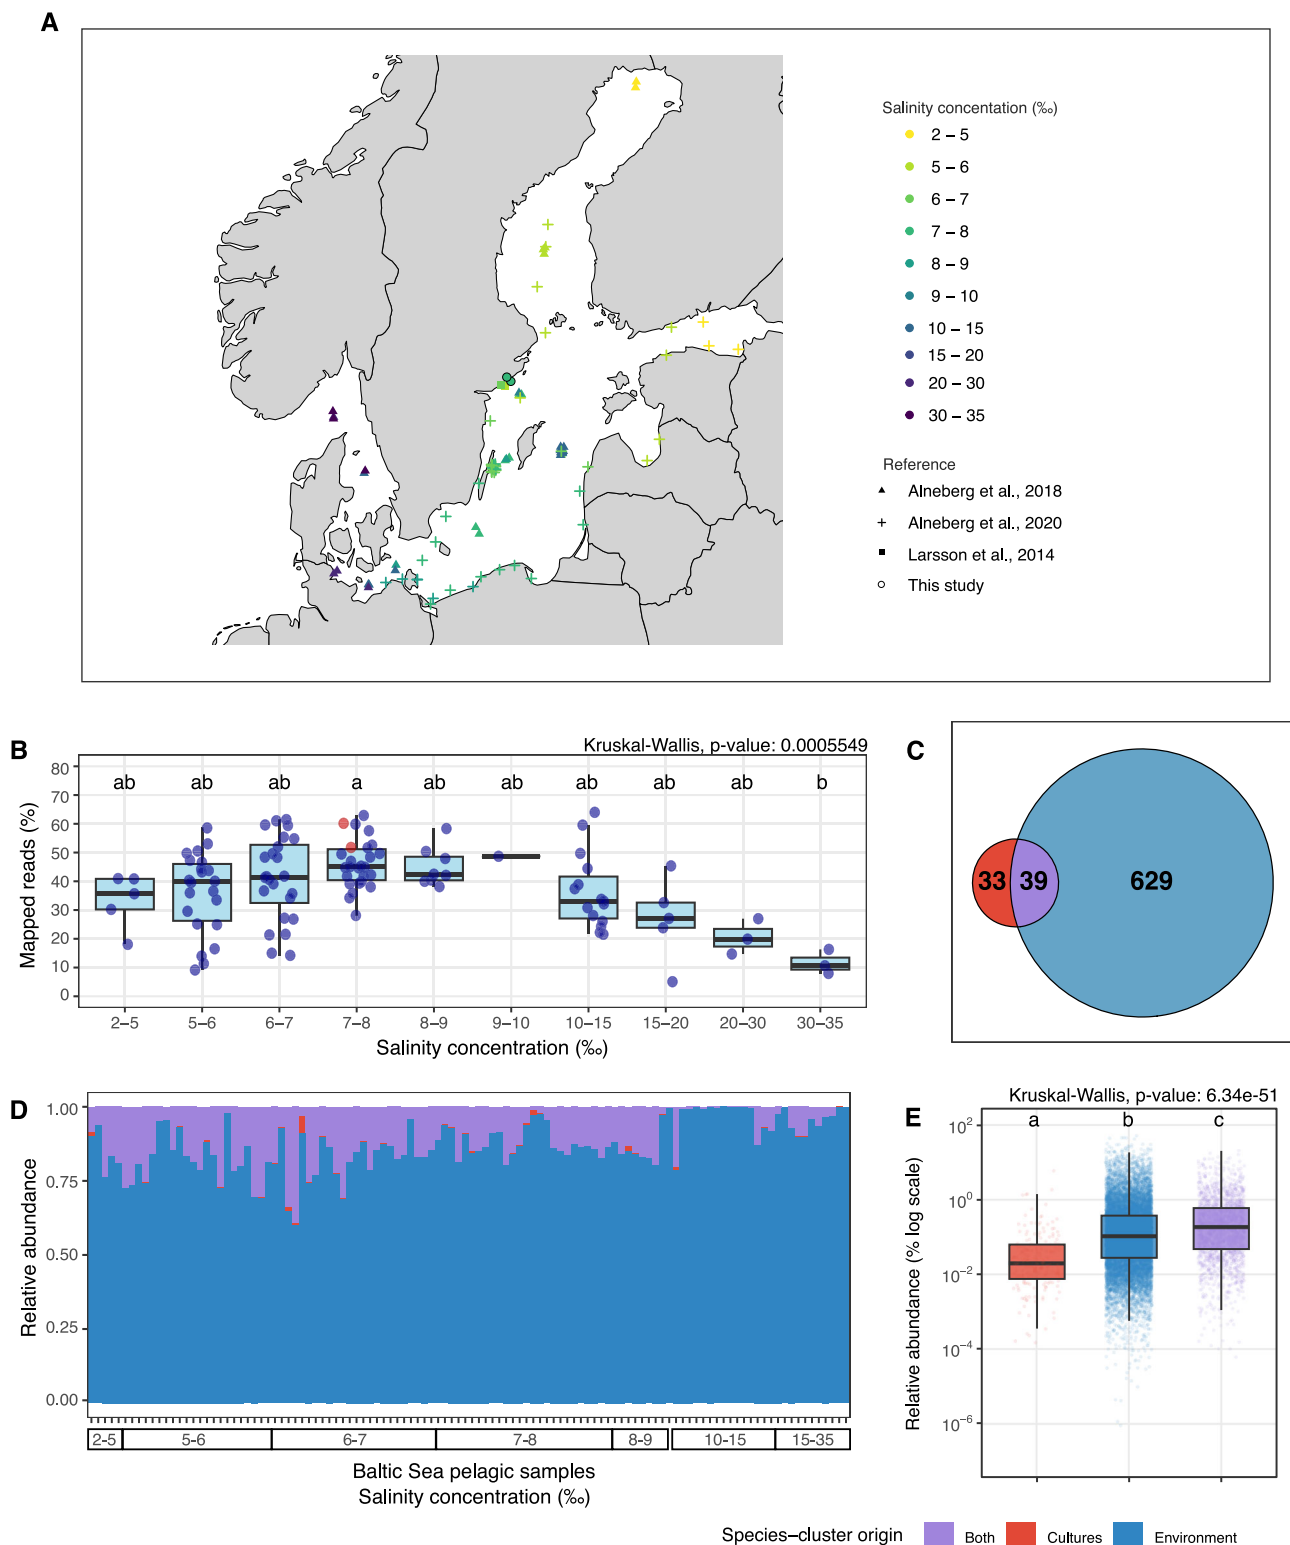 A
Salinity concentation (‰)
2 – 5
5 – 6
6 – 7
7 – 8
8 – 9
9 – 10
10 – 15
15 – 20
20 – 30
30 – 35
Reference
Alneberg et al., 2018
Alneberg et al., 2020
Larsson et al., 2014
This study
B
Kruskal-Wallis, p-value: 0.0005549
ab ab ab a ab ab ab ab ab b
80
70
60
50
40
30
20
10
0
Mapped reads (%)
2–5 5–6 6–7 7–8 8–9 9–10 10–15 15–20 20–30 30–35
Salinity concentration (‰)
C
33 39 629
D
1.00
0.75
0.50
0.25
0.00
Relative abundance
2-5 5-6 6-7 7-8 8-9 10-15 15-35
Baltic Sea pelagic samples
Salinity concentration (‰)
E
Kruskal-Wallis, p-value: 6.34e-51
a b c
10²
10⁰
10⁻²
10⁻⁴
10⁻⁶
Relative abundance (% log scale)
Species–cluster origin Both Cultures Environment